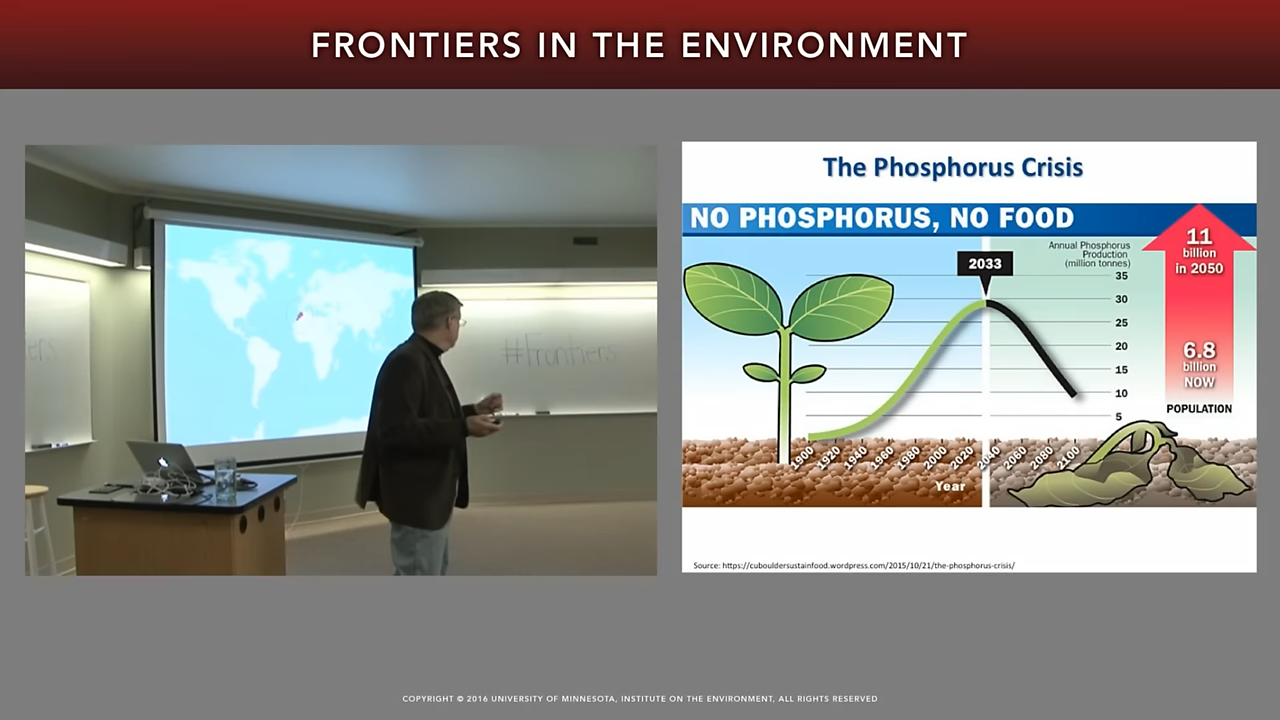 FRONTIERS IN THE ENVIRONMENT
#Frontiers
The Phosphorus Crisis
NO PHOSPHORUS, NO FOOD
2033
Annual Phosphorus
Production
(million tonnes)
35
30
25
20
15
10
5
1900
1920
1940
1960
1980
2000
2020
2040
2060
2080
2100
Year
11
billion
in 2050
6.8
billion
NOW
POPULATION
Source: https://cubouldersustainfood.wordpress.com/2015/10/21/the-phosphorus-crisis/
COPYRIGHT © 2016 UNIVERSITY OF MINNESOTA, INSTITUTE ON THE ENVIRONMENT, ALL RIGHTS RESERVED